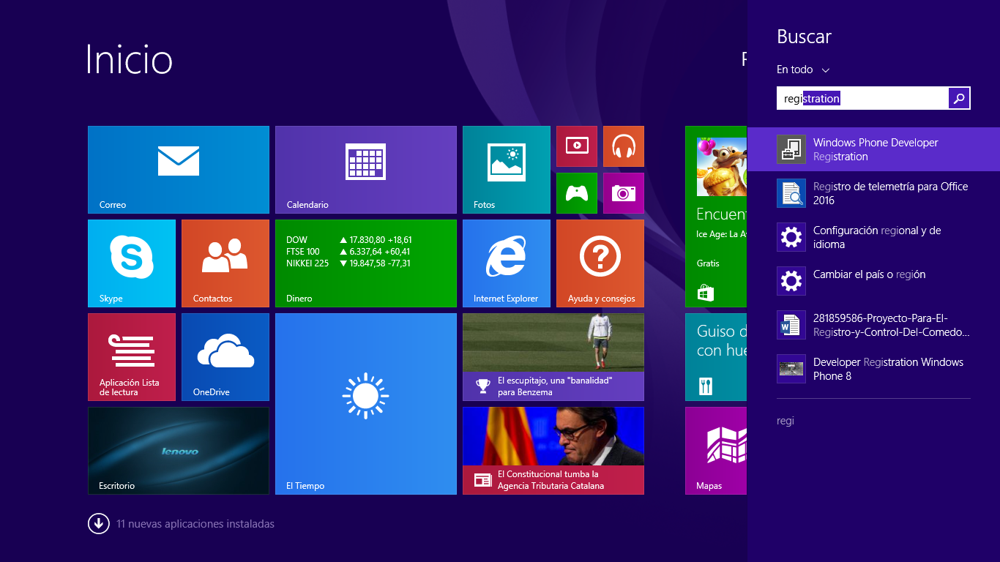 Inicio
Correo
Calendario
Fotos
Skype
Contactos
DOW ▲ 17.830,80 +18,61
FTSE 100 ▲ 6.337,64 +60,41
NIKKEI 225 ▼ 19.847,58 -77,31
Dinero
Internet Explorer
Ayuda y consejos
Aplicación Lista
de lectura
OneDrive
lenovo
Escritorio
El Tiempo
El escupitajo, una "banalidad"
para Benzema
El Constitucional tumba la
Agencia Tributaria Catalana
11 nuevas aplicaciones instaladas
Encuent
Ice Age: La A
Gratis
Guiso d
con hue
Mapas
Buscar
En todo
registration
Windows Phone Developer
Registration
Registro de telemetría para Office
2016
Configuración regional y de
idioma
Cambiar el país o región
281859586-Proyecto-Para-El-
Registro-y-Control-Del-Comedo...
Developer Registration Windows
Phone 8
regi